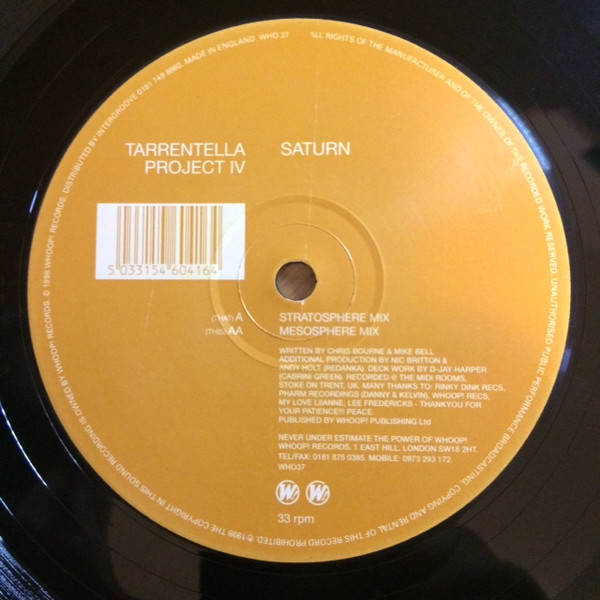 TARRENTELLA
PROJECT IV
SATURN
5 033154 604164
(THAT) A STRATOSPHERE MIX
(THIS) AA MESOSPHERE MIX
WRITTEN BY CHRIS BOURNE & MIKE BELL
ADDITIONAL PRODUCTION BY NIC BRITTON &
ANDY HOLT (REDANKA). DECK WORK BY D-JAY HARPER
(CABRINI GREEN). RECORDED @ THE MIDI ROOMS,
STOKE ON TRENT, UK. MANY THANKS TO: RINKY DINK RECS,
PHARM RECORDINGS (DANNY & KELVIN), WHOOP! RECS,
MY LOVE LIANNE, LEE FREDERICKS - THANKYOU FOR
YOUR PATIENCE!!! PEACE.
PUBLISHED BY WHOOP! PUBLISHING Ltd
NEVER UNDER ESTIMATE THE POWER OF WHOOP!
WHOOP! RECORDS. 1 EAST HILL. LONDON SW18 2HT.
TEL/FAX: 0181 875 0385. MOBILE: 0973 293 172.
WHO37
W W
33 rpm
℗ 1998 THE COPYRIGHT IN THIS SOUND RECORDING IS OWNED BY WHOOP! RECORDS. © 1998 WHOOP! RECORDS. DISTRIBUTED BY INTERGROOVE 0181 749 8860. MADE IN ENGLAND. WHO 37
ALL RIGHTS OF THE MANUFACTURER AND OF THE OWNER OF THE RECORDED WORK RESERVED. UNAUTHORISED PUBLIC PERFORMANCE BROADCASTING, COPYING AND RENTAL OF THIS RECORD PROHIBITED.